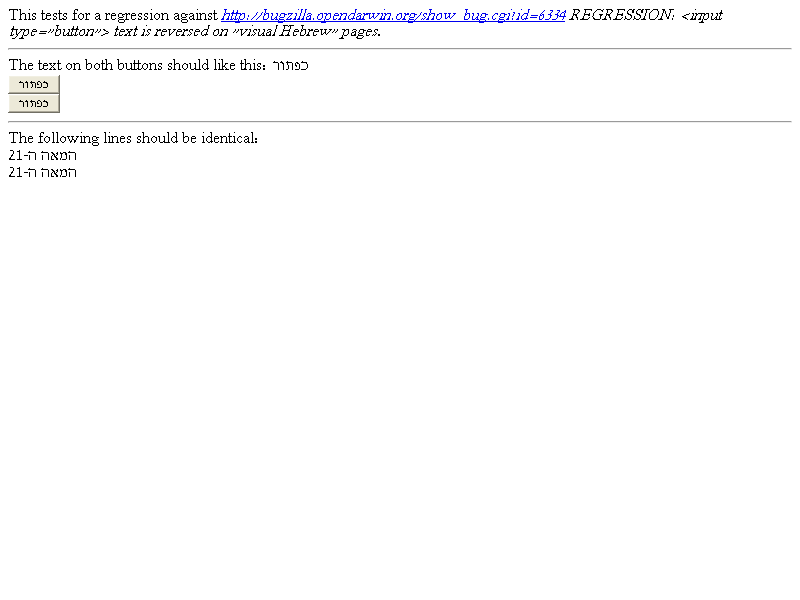 This tests for a regression against http://bugzilla.opendarwin.org/show_bug.cgi?id=6334 REGRESSION: <input
type="button"> text is reversed on "visual Hebrew" pages.
The text on both buttons should like this: כפתור
כפתור
כפתור
The following lines should be identical:
המאה ה-21
המאה ה-21